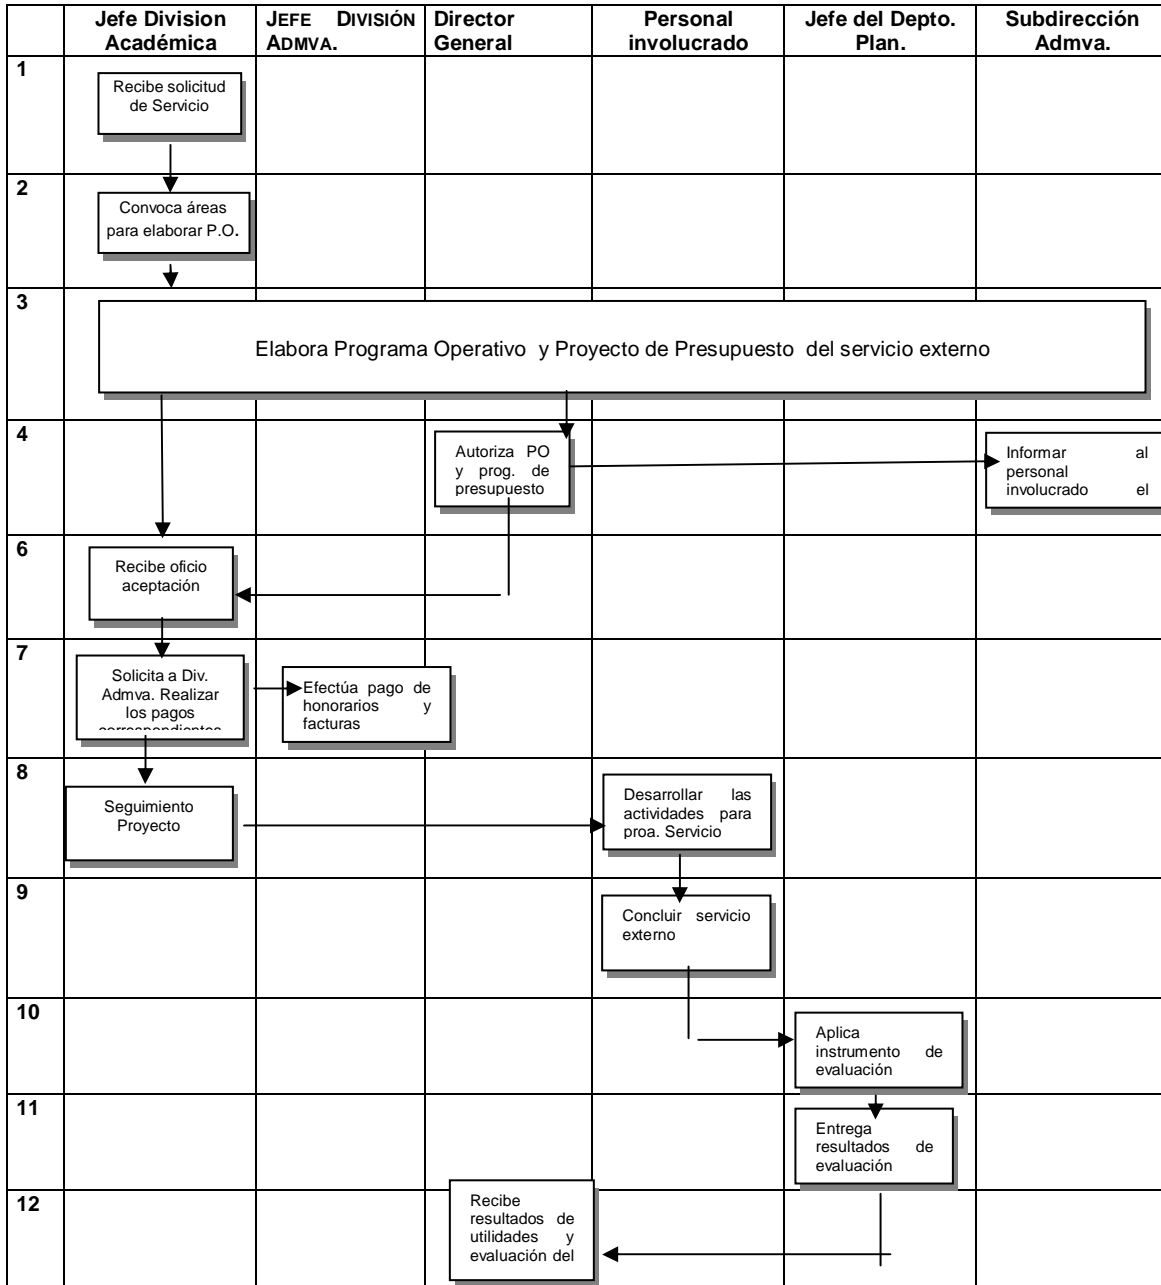 Jefe Division
Académica
JEFE DIVISIÓN
ADMVA.
Director
General
Personal
involucrado
Jefe del Depto.
Plan.
Subdirección
Admva.
1
Recibe solicitud
de Servicio
2
Convoca áreas
para elaborar P.O.
3
Elabora Programa Operativo y Proyecto de Presupuesto del servicio externo
4
Autoriza PO
y prog. de
presupuesto
Informar al
personal
involucrado el
6
Recibe oficio
aceptación
7
Solicita a Div.
Admva. Realizar
los pagos
correspondientes
Efectúa pago de
honorarios y
facturas
8
Seguimiento
Proyecto
Desarrollar las
actividades para
proa. Servicio
9
Concluir servicio
externo
10
Aplica
instrumento de
evaluación
11
Entrega
resultados de
evaluación
12
Recibe
resultados de
utilidades y
evaluación del